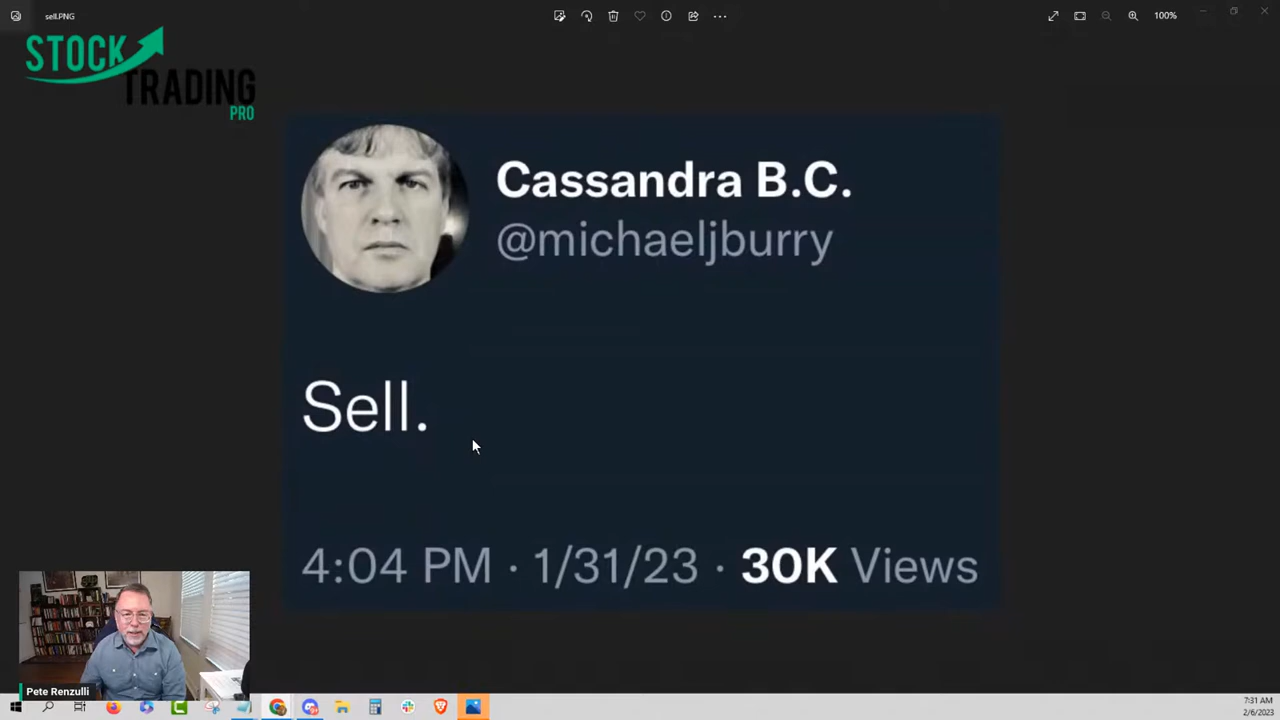 sell.PNG
100%
STOCK
TRADING
PRO
Cassandra B.C.
@michaeljburry
Sell.
4:04 PM · 1/31/23 · 30K Views
Pete Renzulli
7:31 AM
2/6/2023